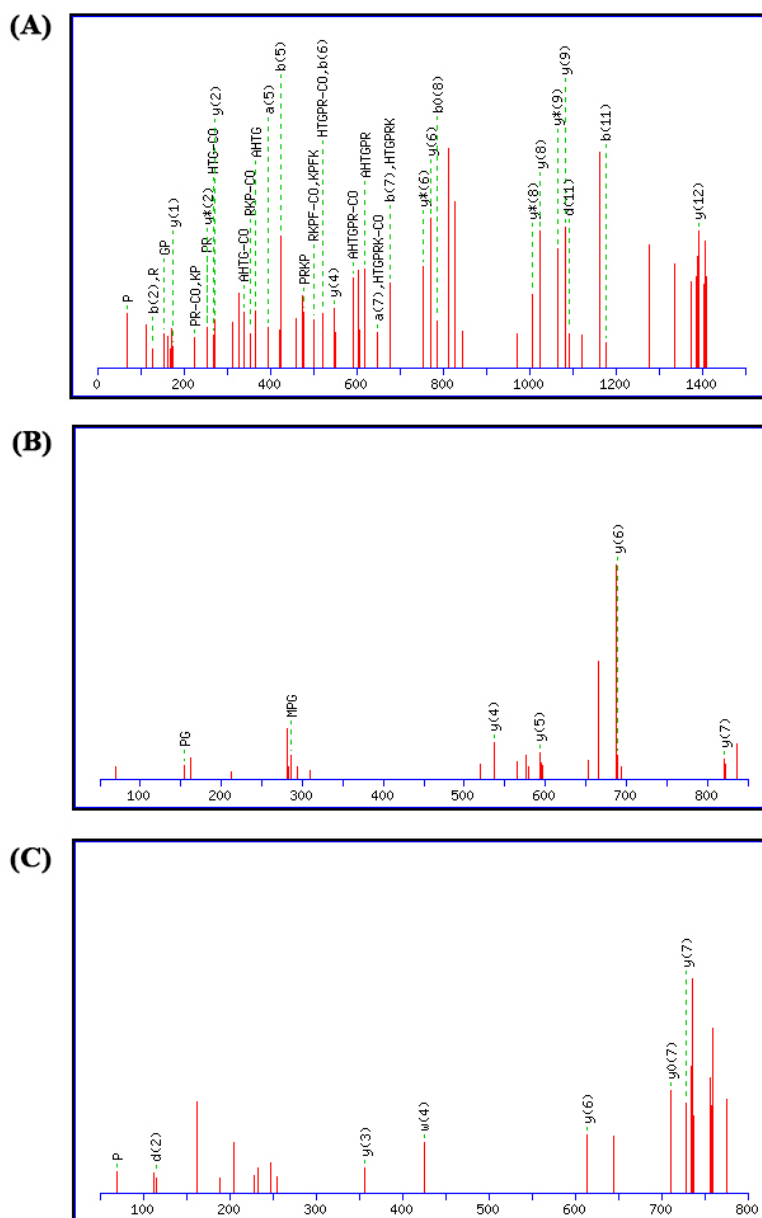 (A)
P
b(2),R
GP
y(1)
PR-CO,KP
PR
y*(2)
HTG-CO
y(2)
AHTG-CO
RKP-CO
AHTG
a(5)
b(5)
PRKP
RKPF-CO,KPFK
HTGPR-CO,b(6)
y(4)
AHTGPR-CO
AHTGPR
a(7),HTGPRK-CO
b(7),HTGPRK
y*(6)
y(6)
b0(8)
y*(8)
y(8)
y*(9)
y(9)
d(11)
b(11)
y(12)
0 200 400 600 800 1000 1200 1400
(B)
PG
MPG
y(4)
y(5)
y(6)
y(7)
100 200 300 400 500 600 700 800
(C)
P
d(2)
y(3)
w(4)
y(6)
y0(7)
y(7)
100 200 300 400 500 600 700 800